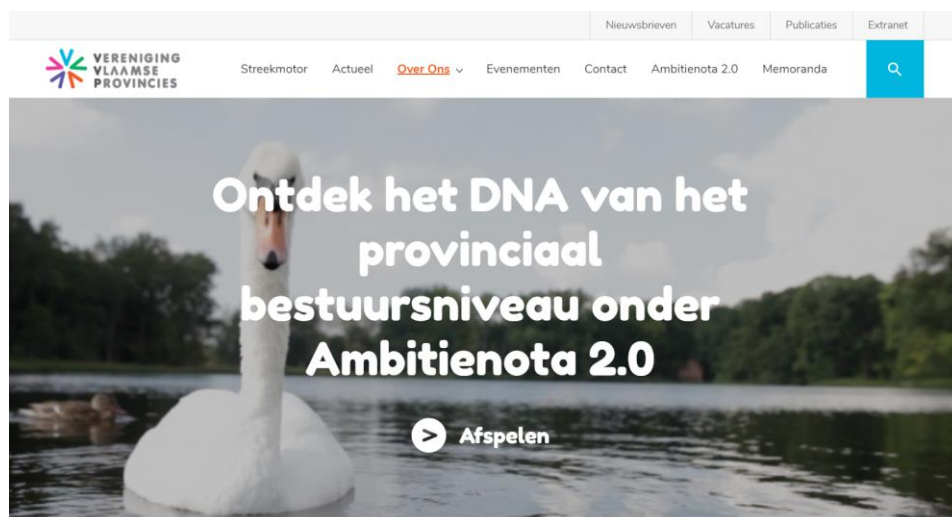 Nieuwsbrieven Vacatures Publicaties Extranet
VERENIGING
VLAAMSE
PROVINCIES
Streekmotor Actueel Over Ons Evenementen Contact Ambitienota 2.0 Memoranda
Ontdek het DNA van het
provinciaal
bestuursniveau onder
Ambitienota 2.0
Afspelen